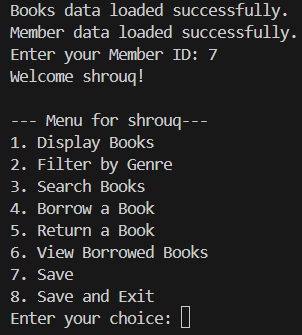 Books data loaded successfully.
Member data loaded successfully.
Enter your Member ID: 7
Welcome shrouq!
--- Menu for shrouq---
1. Display Books
2. Filter by Genre
3. Search Books
4. Borrow a Book
5. Return a Book
6. View Borrowed Books
7. Save
8. Save and Exit
Enter your choice: